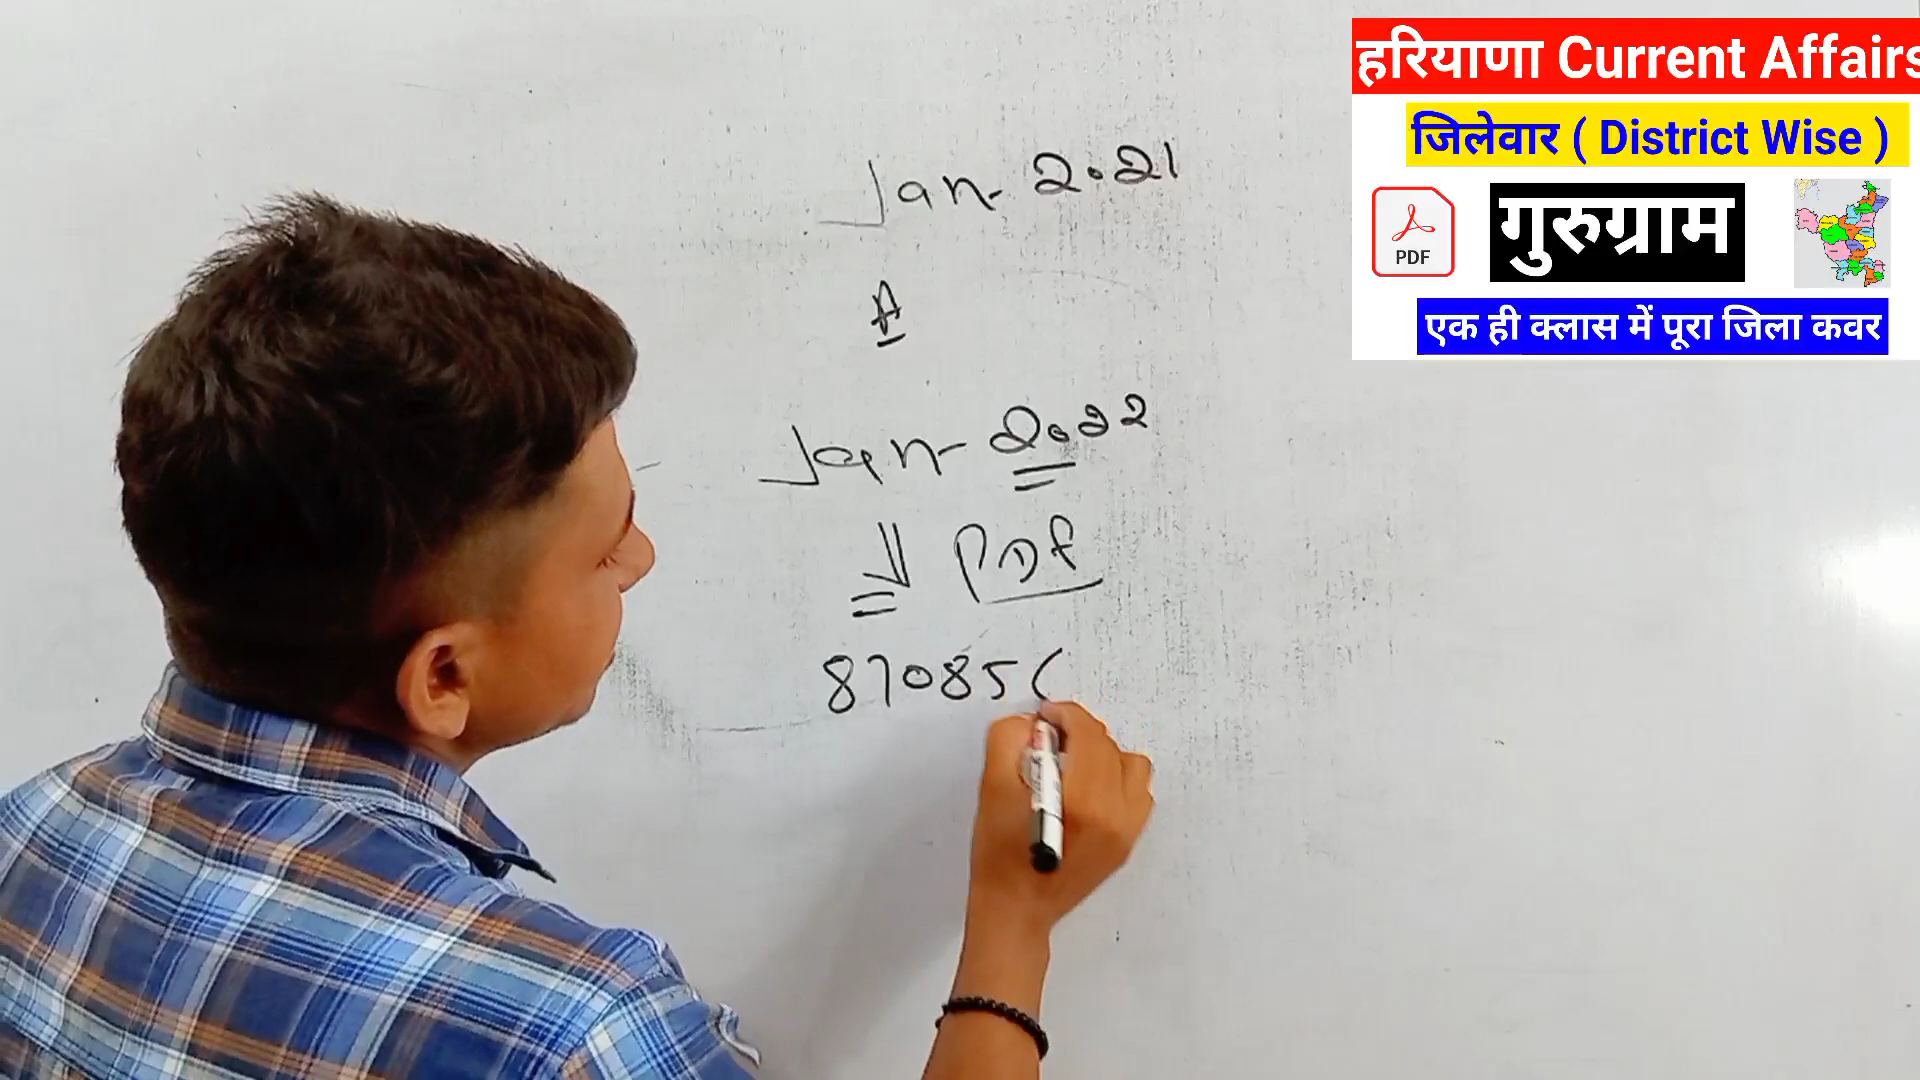 हरियाणा Current Affairs
जिलेवार ( District Wise )
PDF
गुरुग्राम
एक ही क्लास में पूरा जिला कवर
Jan- 2021
Jan- 2022
PDF
87085